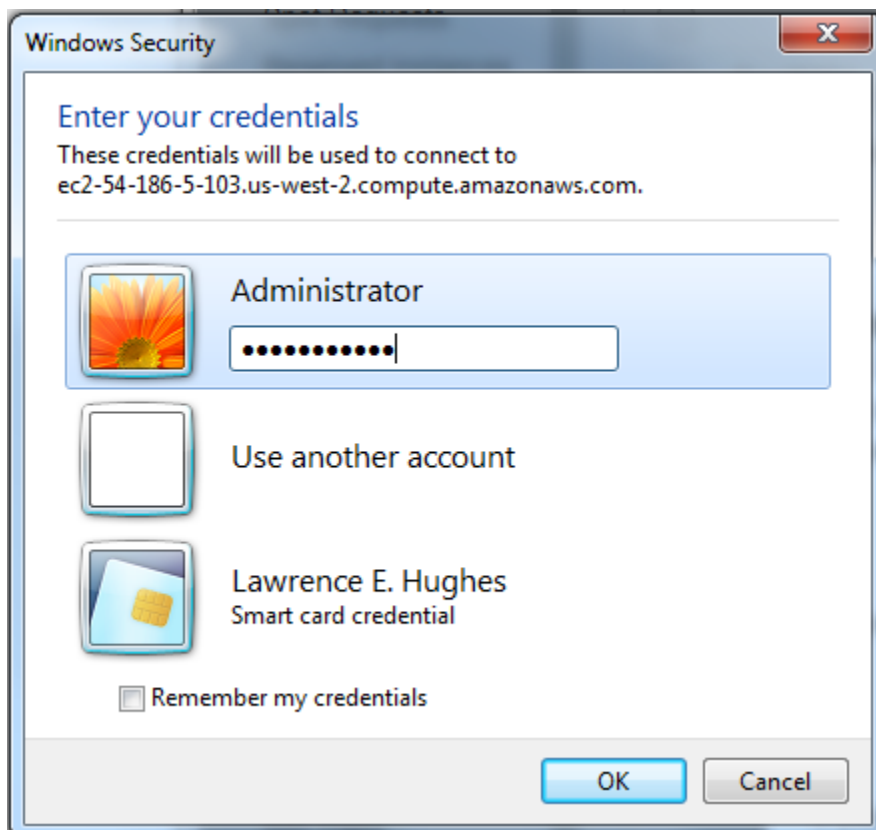 Windows Security
Enter your credentials
These credentials will be used to connect to
ec2-54-186-5-103.us-west-2.compute.amazonaws.com.
Administrator
●●●●●●●●●●●
Use another account
Lawrence E. Hughes
Smart card credential
Remember my credentials
OK
Cancel